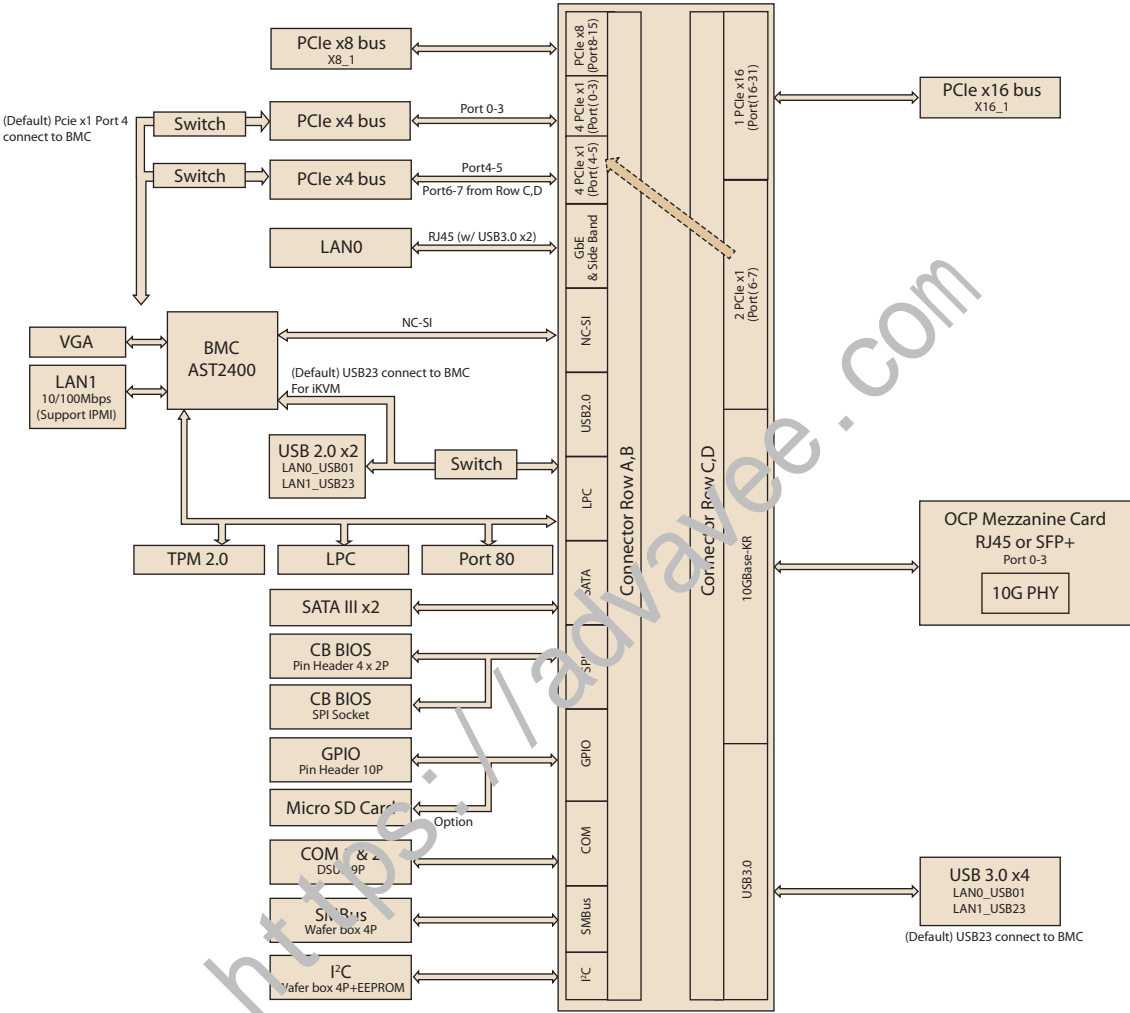 PCIe x8 bus
X8_1
(Default) Pcie x1 Port 4
connect to BMC
Switch
PCIe x4 bus
Port 0-3
Switch
PCIe x4 bus
Port4-5
Port6-7 from Row C,D
LAN0
RJ45 (w/ USB3.0 x2)
NC-SI
VGA
BMC
AST2400
LAN1
10/100Mbps
(Support IPMI)
(Default) USB23 connect to BMC
For iKVM
USB 2.0 x2
LAN0_USB01
LAN1_USB23
Switch
TPM 2.0
LPC
Port 80
SATA III x2
CB BIOS
Pin Header 4 x 2P
CB BIOS
SPI Socket
GPIO
Pin Header 10P
Micro SD Card
Option
COM & 2
9P
SMBus
Wafer box 4P
I²C
Wafer box 4P+EEPROM
PCIe x8
(Port8-15)
4 PCIe x1
(Port(0-3)
4 PCIe x1
(Port(4-5)
GbE
& Side Band
NC-SI
USB2.0
LPC
SATA
SPI
GPIO
COM
SMBus
I²C
Connector Row A,B
Connector Row C,D
1 PCIe x16
(Port(16-31)
2 PCIe x1
(Port(6-7)
10GBase-KR
USB3.0
PCIe x16 bus
X16_1
OCP Mezzanine Card
RJ45 or SFP+
Port 0-3
10G PHY
USB 3.0 x4
LAN0_USB01
LAN1_USB23
(Default) USB23 connect to BMC
https://advavee.com